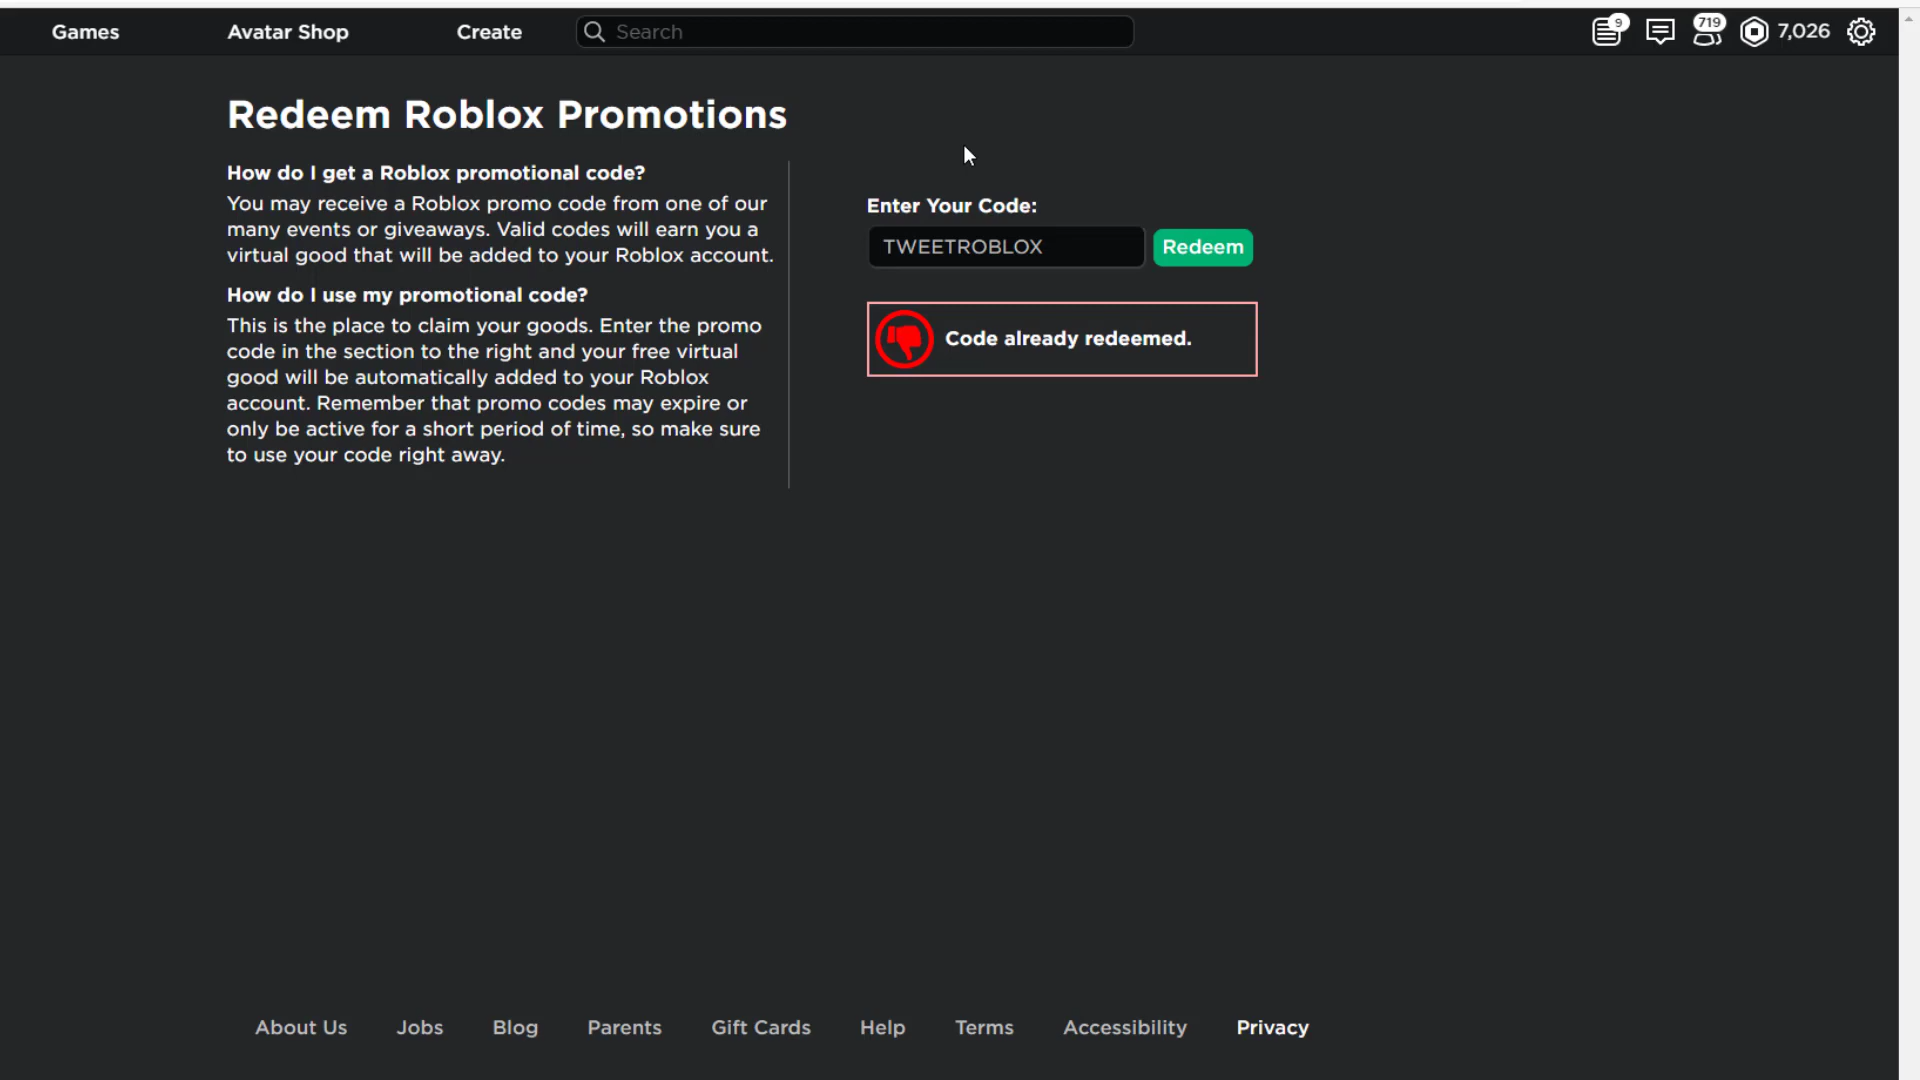 Games
Avatar Shop
Create
Search
9
719
7,026
Redeem Roblox Promotions
How do I get a Roblox promotional code?
You may receive a Roblox promo code from one of our
many events or giveaways. Valid codes will earn you a
virtual good that will be added to your Roblox account.
How do I use my promotional code?
This is the place to claim your goods. Enter the promo
code in the section to the right and your free virtual
good will be automatically added to your Roblox
account. Remember that promo codes may expire or
only be active for a short period of time, so make sure
to use your code right away.
Enter Your Code:
TWEETROBLOX
Redeem
Code already redeemed.
About Us
Jobs
Blog
Parents
Gift Cards
Help
Terms
Accessibility
Privacy